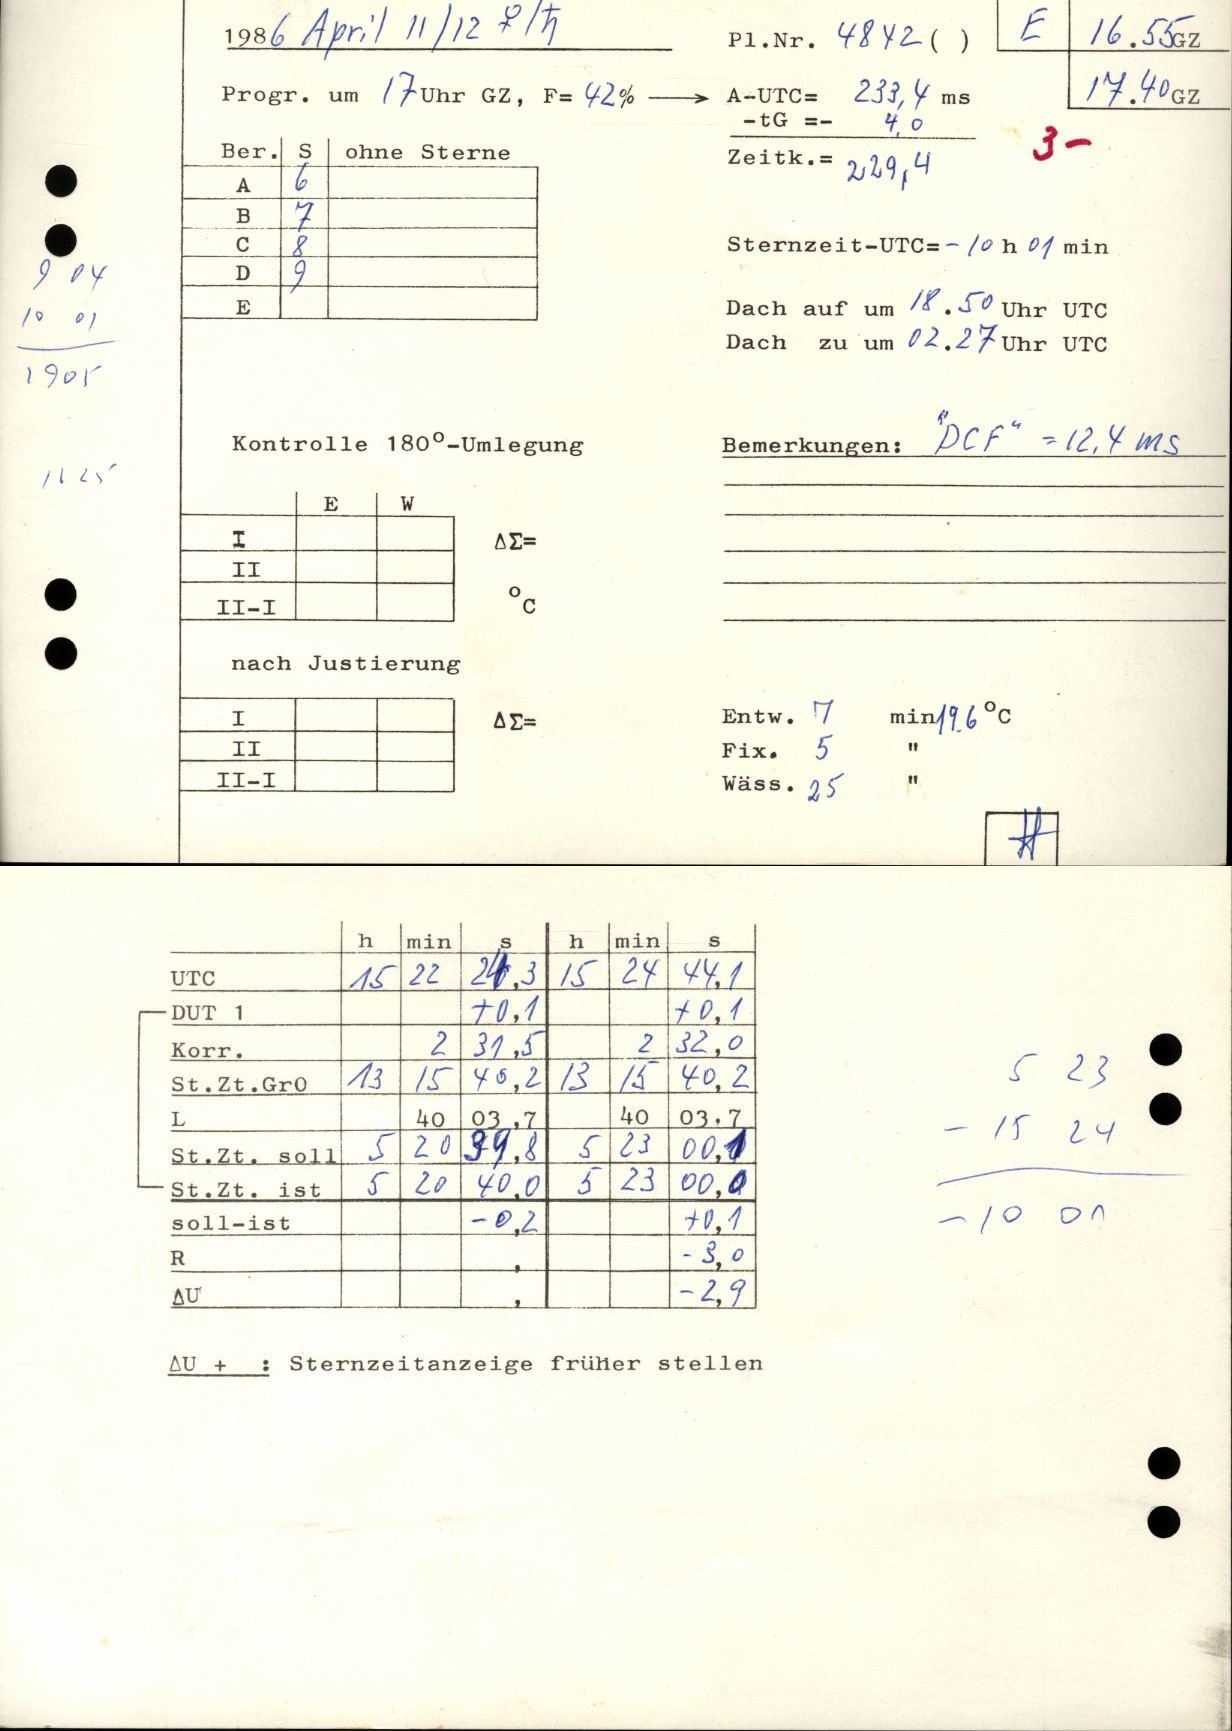 1986 April 11/12 ♀/♄
Pl.Nr. 4842 ( )
E 16.55 GZ
17.40 GZ
Progr. um 17 Uhr GZ, F= 42% ⟶ A-UTC= 233,4 ms
-tG =- 4,0
Zeitk.= 229,4
3-
Ber. S ohne Sterne
A 6
B 7
C 8
D 9
E
9 04
10 01
1905
Sternzeit-UTC= -10 h 01 min
Dach auf um 18.50 Uhr UTC
Dach zu um 02.27 Uhr UTC
Kontrolle 180°-Umlegung
Bemerkungen: "DCF" = 12,4 ms
E W
I ΔΣ=
II
II-I °C
nach Justierung
I ΔΣ=
II
II-I
Entw. 7 min 19.6 °C
Fix. 5 "
Wäss. 25 "
h min s h min s
UTC 15 22 24,3 15 24 44,1
DUT 1 +0,1 +0,1
Korr. 2 31,5 2 32,0
St.Zt.Gr0 13 15 40,2 13 15 40,2
L 40 03,7 40 03,7
St.Zt. soll 5 20 39,8 5 23 00,1
St.Zt. ist 5 20 40,0 5 23 00,0
soll-ist -0,2 +0,1
R , -3,0
ΔU , -2,9
5 23
- 15 24
- 10 01
ΔU + : Sternzeitanzeige früher stellen